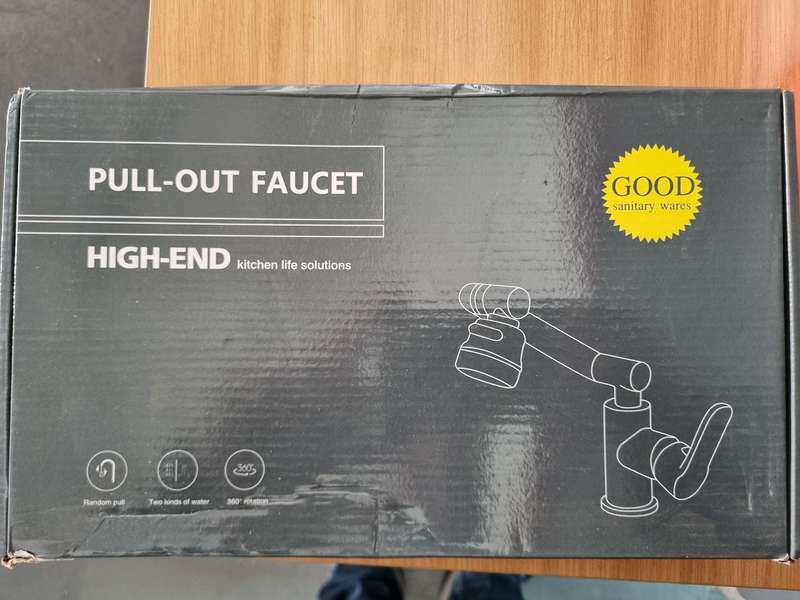 PULL-OUT FAUCET
HIGH-END kitchen life solutions
GOOD
sanitary wares
360°
Random pull
Two kinds of water
360° rotation